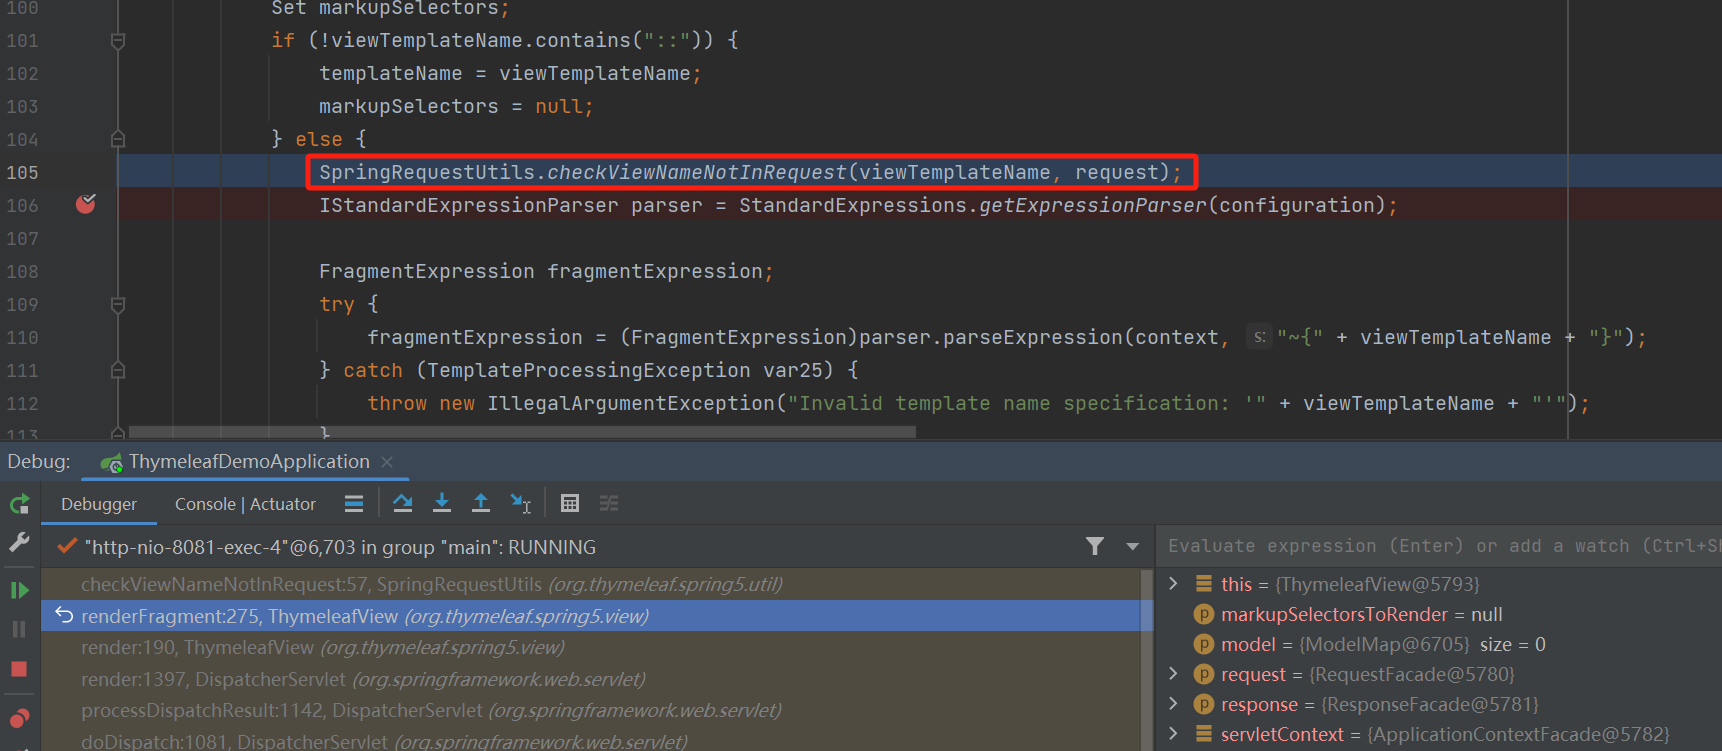 100 Set markupSelectors;
101 if (!viewTemplateName.contains("::")) {
102 templateName = viewTemplateName;
103 markupSelectors = null;
104 } else {
105 SpringRequestUtils.checkViewNameNotInRequest(viewTemplateName, request);
106 IStandardExpressionParser parser = StandardExpressions.getExpressionParser(configuration);
107
108 FragmentExpression fragmentExpression;
109 try {
110 fragmentExpression = (FragmentExpression)parser.parseExpression(context, s: "~{" + viewTemplateName + "}");
111 } catch (TemplateProcessingException var25) {
112 throw new IllegalArgumentException("Invalid template name specification: '" + viewTemplateName + "'");
113 }
Debug: ThymeleafDemoApplication
Debugger Console | Actuator
"http-nio-8081-exec-4"@6,703 in group "main": RUNNING
checkViewNameNotInRequest:57, SpringRequestUtils (org.thymeleaf.spring5.util)
renderFragment:275, ThymeleafView (org.thymeleaf.spring5.view)
render:190, ThymeleafView (org.thymeleaf.spring5.view)
render:1397, DispatcherServlet (org.springframework.web.servlet)
processDispatchResult:1142, DispatcherServlet (org.springframework.web.servlet)
doDispatch:1081, DispatcherServlet (org.springframework.web.servlet)
Evaluate expression (Enter) or add a watch (Ctrl+Sh
this = {ThymeleafView@5793}
p markupSelectorsToRender = null
p model = {ModelMap@6705} size = 0
p request = {RequestFacade@5780}
p response = {ResponseFacade@5781}
servletContext = {ApplicationContextFacade@5782}